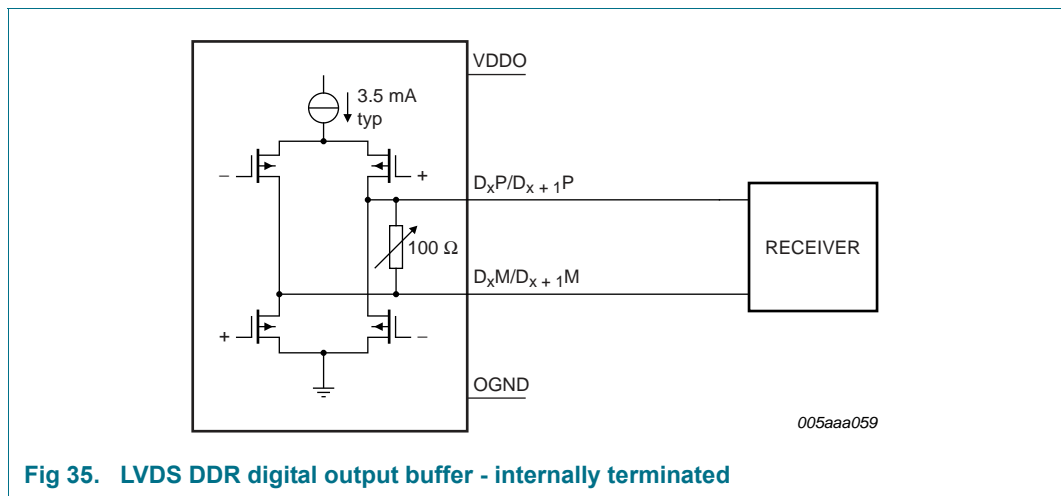 VDDO
3.5 mA
typ
− +
DxP/Dx + 1P
100 Ω
RECEIVER
DxM/Dx + 1M
+ −
OGND
005aaa059
Fig 35. LVDS DDR digital output buffer - internally terminated